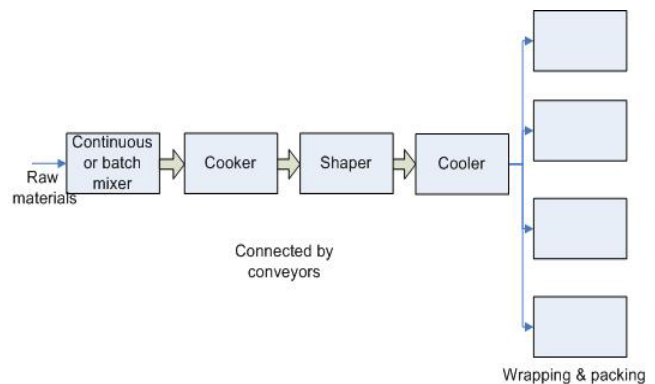 Raw
materials
Continuous
or batch
mixer
Cooker
Shaper
Cooler
Connected by
conveyors
Wrapping & packing